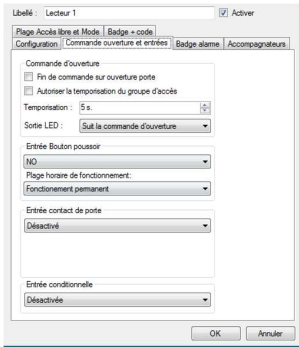 Libellé : Lecteur 1 Activer
Plage Accès libre et Mode Badge + code
Configuration Commande ouverture et entrées Badge alarme Accompagnateurs
Commande d'ouverture
Fin de commande sur ouverture porte
Autoriser la temporisation du groupe d'accès
Temporisation : 5 s.
Sortie LED : Suit la commande d'ouverture
Entrée Bouton poussoir
NO
Plage horaire de fonctionnement:
Fonctionement permanent
Entrée contact de porte
Désactivé
Entrée conditionnelle
Désactivée
OK Annuler